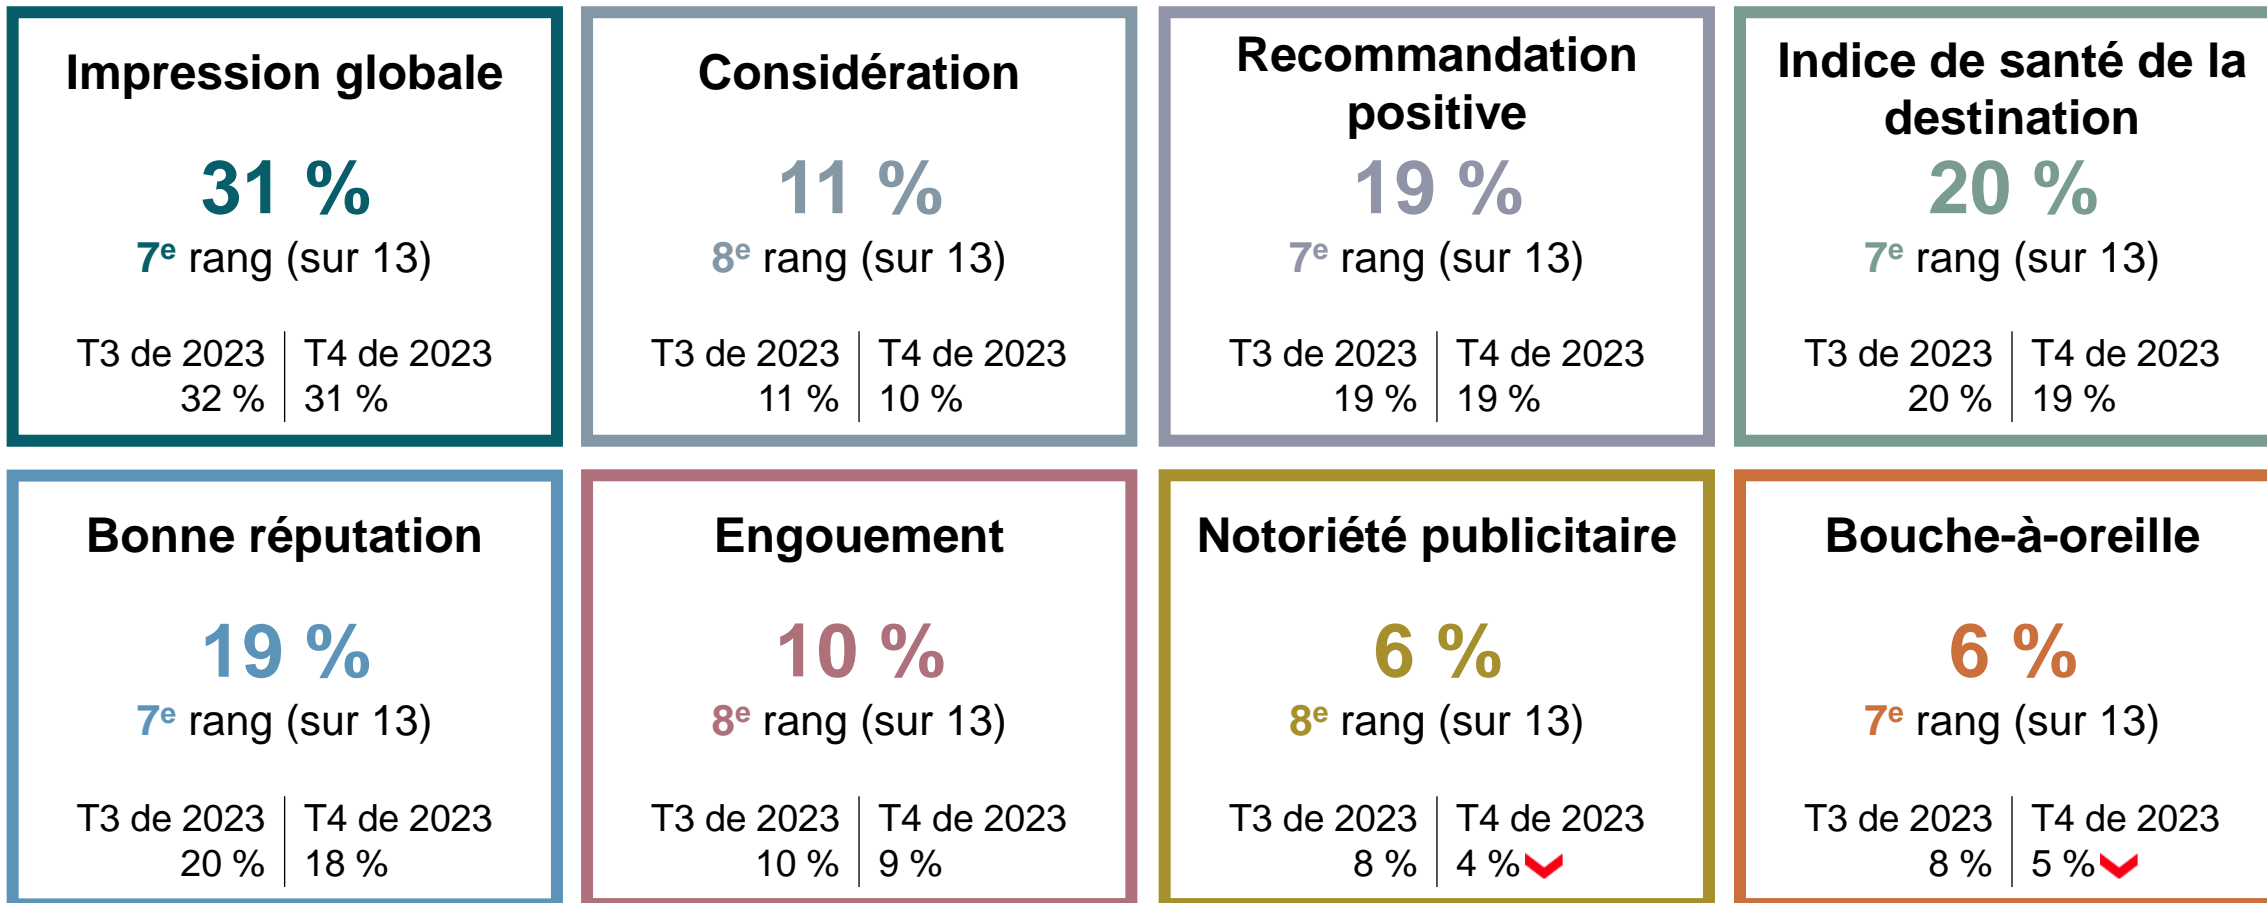 Impression globale
31 %
7e rang (sur 13)
T3 de 2023 T4 de 2023
32 % 31 %
Considération
11 %
8e rang (sur 13)
T3 de 2023 T4 de 2023
11 % 10 %
Recommandation
positive
19 %
7e rang (sur 13)
T3 de 2023 T4 de 2023
19 % 19 %
Indice de santé de la
destination
20 %
7e rang (sur 13)
T3 de 2023 T4 de 2023
20 % 19 %
Bonne réputation
19 %
7e rang (sur 13)
T3 de 2023 T4 de 2023
20 % 18 %
Engouement
10 %
8e rang (sur 13)
T3 de 2023 T4 de 2023
10 % 9 %
Notoriété publicitaire
6 %
8e rang (sur 13)
T3 de 2023 T4 de 2023
8 % 4 %
Bouche-à-oreille
6 %
7e rang (sur 13)
T3 de 2023 T4 de 2023
8 % 5 %